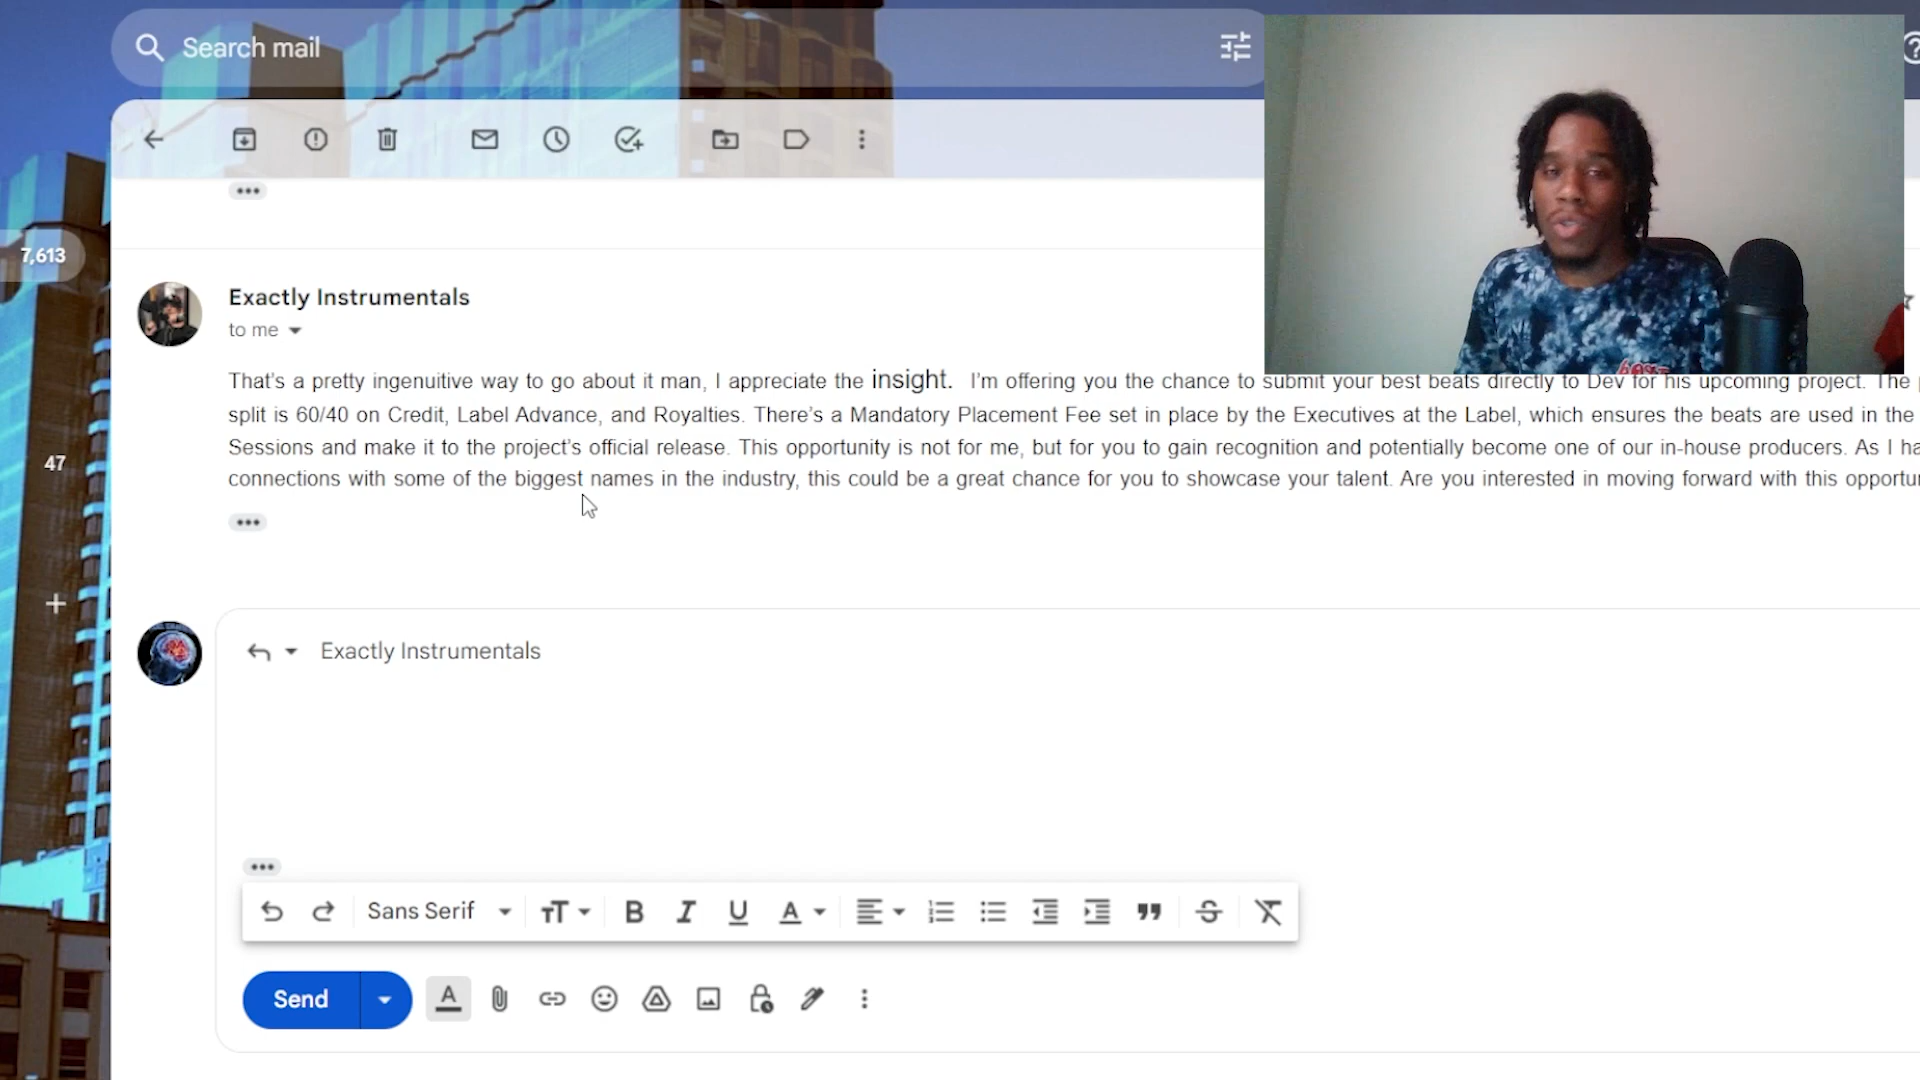 Search mail
7,613
Exactly Instrumentals
to me
That's a pretty ingenuitive way to go about it man, I appreciate the insight. I'm offering you the chance to submit your best beats directly to Dev for his upcoming project. The
split is 60/40 on Credit, Label Advance, and Royalties. There's a Mandatory Placement Fee set in place by the Executives at the Label, which ensures the beats are used in the
Sessions and make it to the project's official release. This opportunity is not for me, but for you to gain recognition and potentially become one of our in-house producers. As I
47
connections with some of the biggest names in the industry, this could be a great chance for you to showcase your talent. Are you interested in moving forward with this
Exactly Instrumentals
Sans Serif
Send